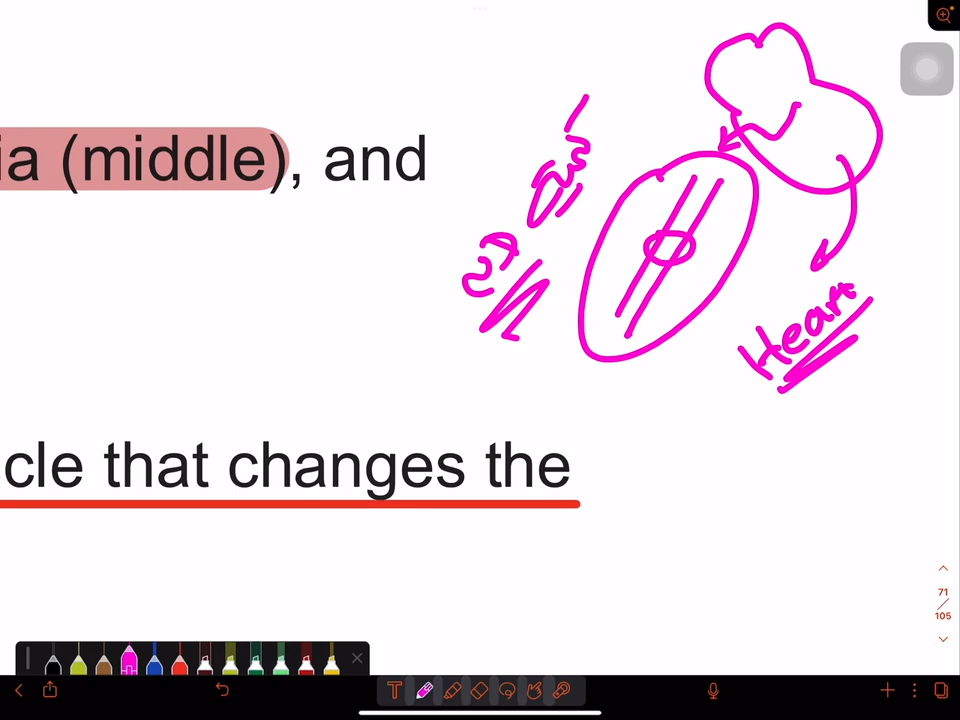 ia (middle), and
Heart
cle that changes the
71
105
T